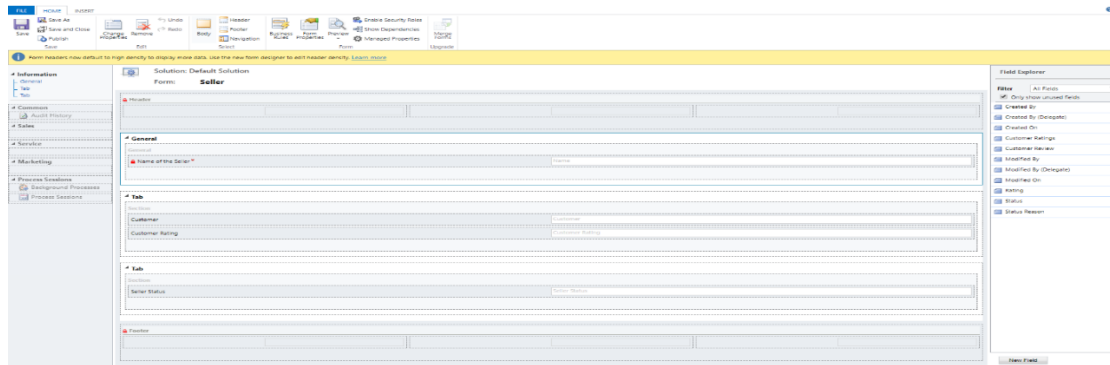 FILE HOME INSERT
Save
Save As
Save and Close
Publish
Save
Change Properties
Remove
Undo
Redo
Edit
Body
Header
Footer
Navigation
Select
Business Rules
Form Properties
Preview
Enable Security Roles
Show Dependencies
Managed Properties
Form
Merge Forms
Upgrade
Form headers now default to high density to display more data. Use the new form designer to edit header density. Learn more
Information
General
Tab
Tab
Common
Audit History
Sales
Service
Marketing
Process Sessions
Background Processes
Process Sessions
Solution: Default Solution
Form: Seller
Header
General
General
Name of the Seller *
Name
Tab
Section
Customer
Customer
Customer Rating
Customer Rating
Tab
Section
Seller Status
Seller Status
Footer
Field Explorer
Filter All Fields
Only show unused fields
Created By
Created By (Delegate)
Created On
Customer Ratings
Customer Review
Modified By
Modified By (Delegate)
Modified On
Rating
Status
Status Reason
New Field